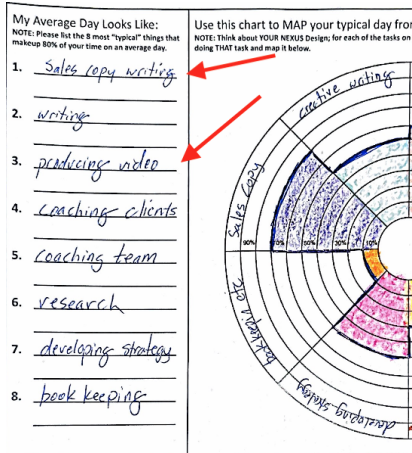 My Average Day Looks Like:
NOTE: Please list the 8 most "typical" things that
makeup 80% of your time on an average day.
1. Sales copy writing
2. writing
3. producing video
4. coaching clients
5. coaching team
6. research
7. developing strategy
8. book keeping
Use this chart to MAP your typical day from
NOTE: Think about YOUR NEXUS Design; for each of the tasks on
doing THAT task and map it below.
creative writing
Sales copy
90% 70% 50% 30% 10%
book keeping etc
developing strategy